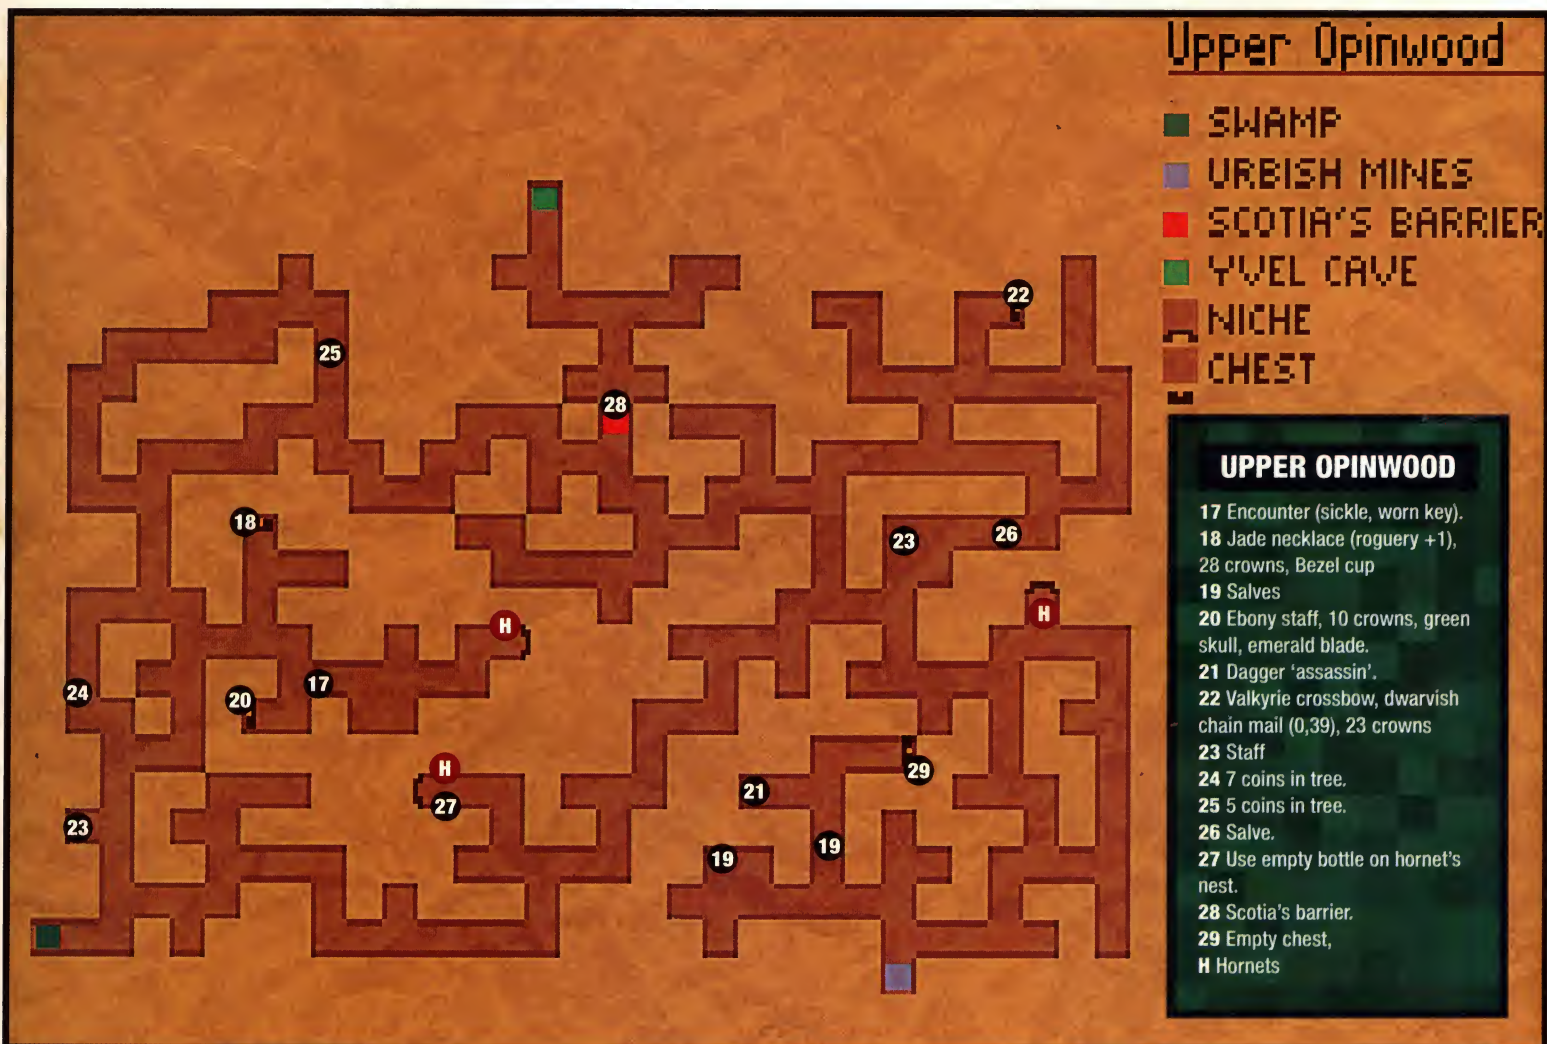 Upper Opinwood
SWAMP
URBISH MINES
SCOTIA'S BARRIER
YVEL CAVE
NICHE
CHEST
UPPER OPINWOOD
17 Encounter (sickle, worn key).
18 Jade necklace (roguery +1),
28 crowns, Bezel cup
19 Salves
20 Ebony staff, 10 crowns, green
skull, emerald blade.
21 Dagger 'assassin'.
22 Valkyrie crossbow, dwarvish
chain mail (0,39), 23 crowns
23 Staff
24 7 coins in tree.
25 5 coins in tree.
26 Salve.
27 Use empty bottle on hornet's
nest.
28 Scotia's barrier.
29 Empty chest,
H Hornets
22
25
28
18
23
26
H
H
17
24
20
H
29
21
27
23
19
19